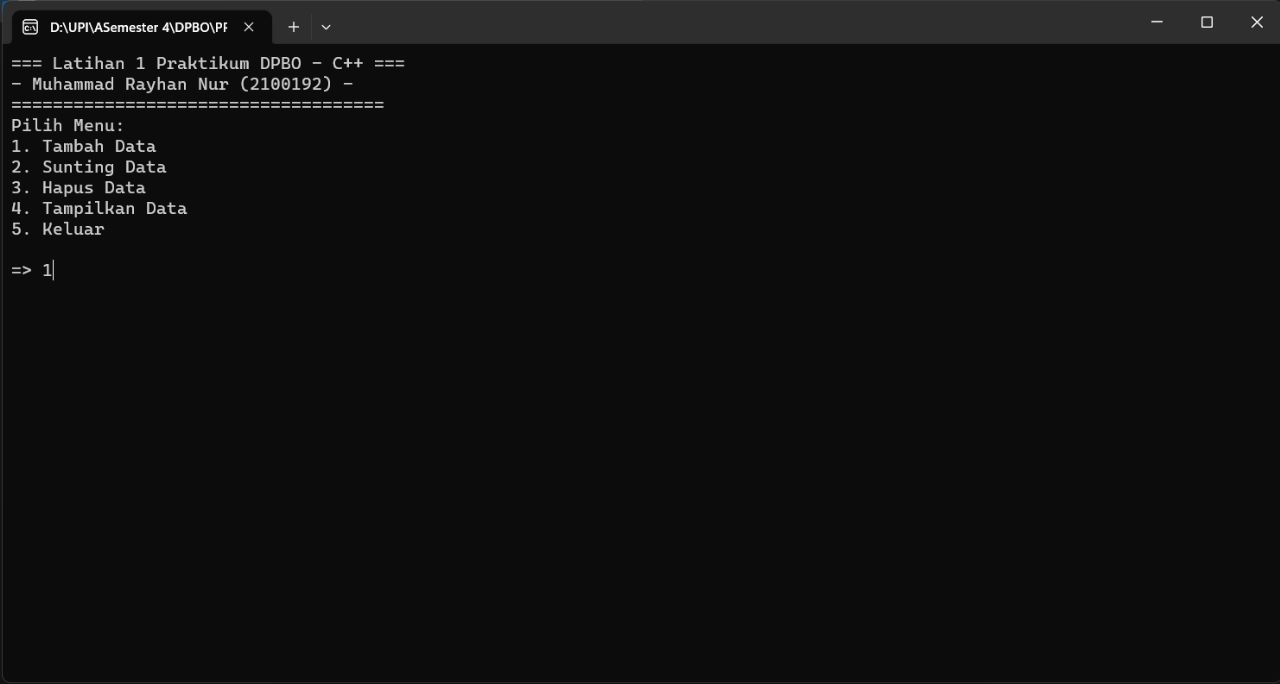 D:\UPI\ASemester 4\DPBO\PF
=== Latihan 1 Praktikum DPBO - C++ ===
- Muhammad Rayhan Nur (2100192) -
====================================
Pilih Menu:
1. Tambah Data
2. Sunting Data
3. Hapus Data
4. Tampilkan Data
5. Keluar
=> 1